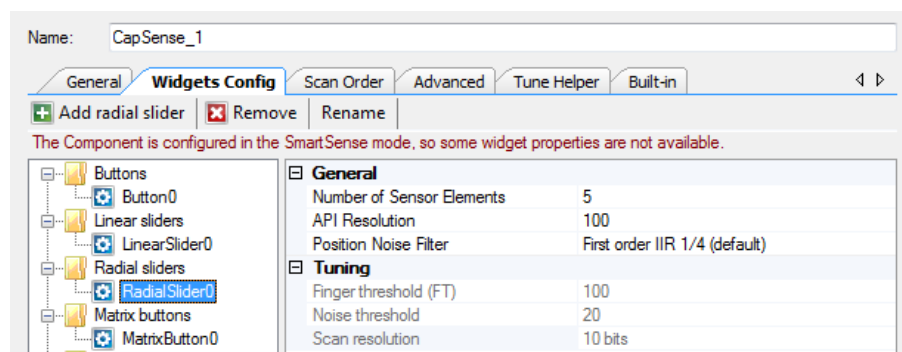 Name: CapSense_1
General Widgets Config Scan Order Advanced Tune Helper Built-in
Add radial slider Remove Rename
The Component is configured in the SmartSense mode, so some widget properties are not available.
Buttons
Button0
Linear sliders
LinearSlider0
Radial sliders
RadialSlider0
Matrix buttons
MatrixButton0
General
Number of Sensor Elements 5
API Resolution 100
Position Noise Filter First order IIR 1/4 (default)
Tuning
Finger threshold (FT) 100
Noise threshold 20
Scan resolution 10 bits